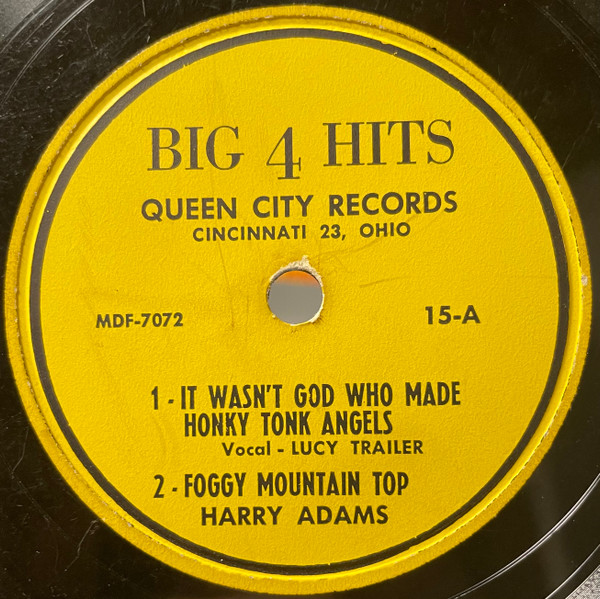 BIG 4 HITS
QUEEN CITY RECORDS
CINCINNATI 23, OHIO
MDF-7072 15-A
1 - IT WASN'T GOD WHO MADE
HONKY TONK ANGELS
Vocal - LUCY TRAILER
2 - FOGGY MOUNTAIN TOP
HARRY ADAMS